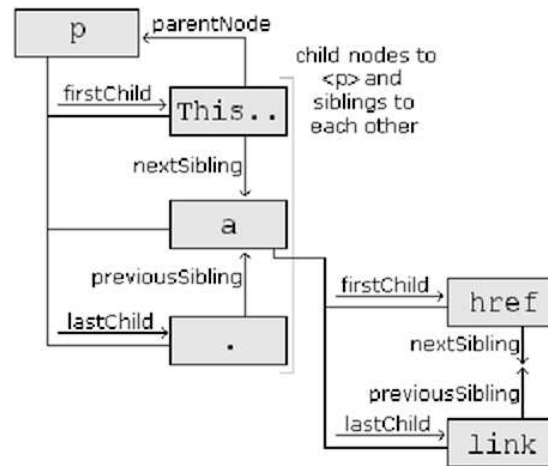 p
parentNode
child nodes to
<p> and
siblings to
each other
firstChild
This..
nextSibling
a
previousSibling
lastChild
.
firstChild
href
nextSibling
previousSibling
lastChild
link